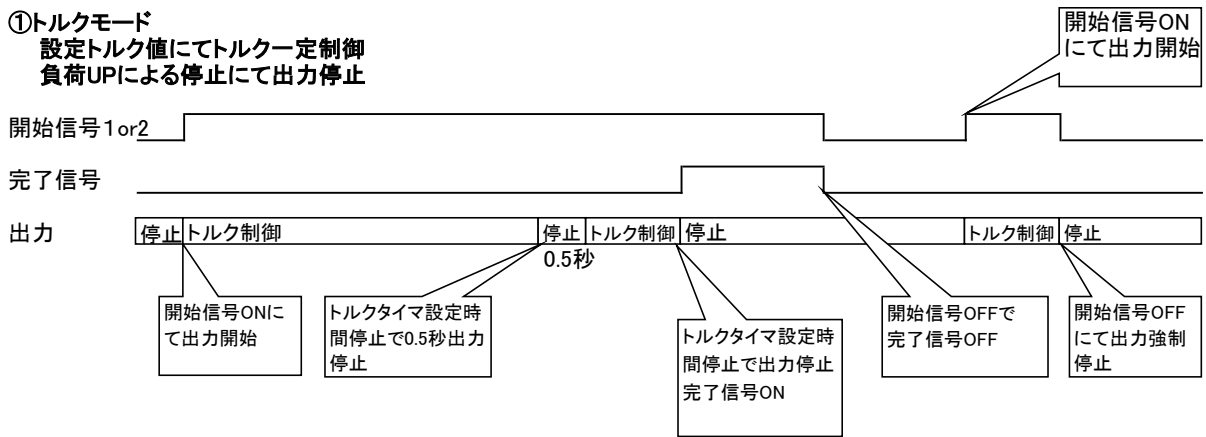 ①トルクモード
設定トルク値にてトルク一定制御
負荷UPによる停止にて出力停止
開始信号ON
にて出力開始
開始信号1or2
完了信号
出力
停止
トルク制御
停止
トルク制御
停止
トルク制御
停止
0.5秒
開始信号ONに
て出力開始
トルクタイマ設定時
間停止で0.5秒出力
停止
トルクタイマ設定時
間停止で出力停止
完了信号ON
開始信号OFFで
完了信号OFF
開始信号OFF
にて出力強制
停止